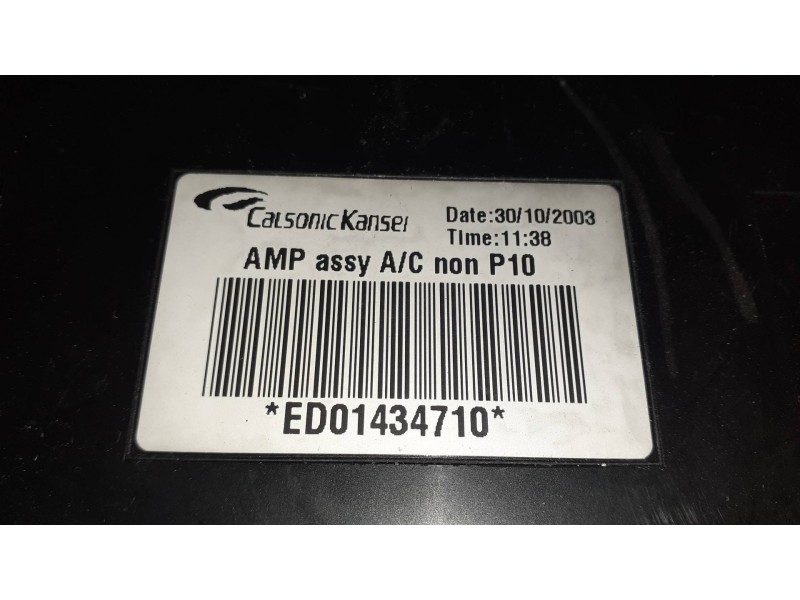 CalsonicKansei
Date:30/10/2003
Time:11:38
AMP assy A/C non P10
*ED01434710*